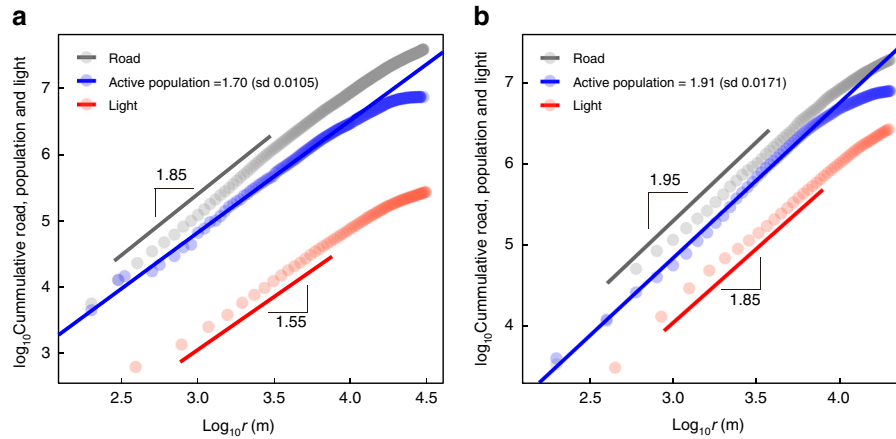 a
log10Cummulative road, population and light
7
6
5
4
3
Road
Active population =1.70 (sd 0.0105)
Light
1.85
1.55
2.5 3.0 3.5 4.0 4.5
Log10r (m)
b
log10Cummulative road, population and lighti
7
6
5
4
Road
Active population = 1.91 (sd 0.0171)
Light
1.95
1.85
2.5 3.0 3.5 4.0
Log10r (m)